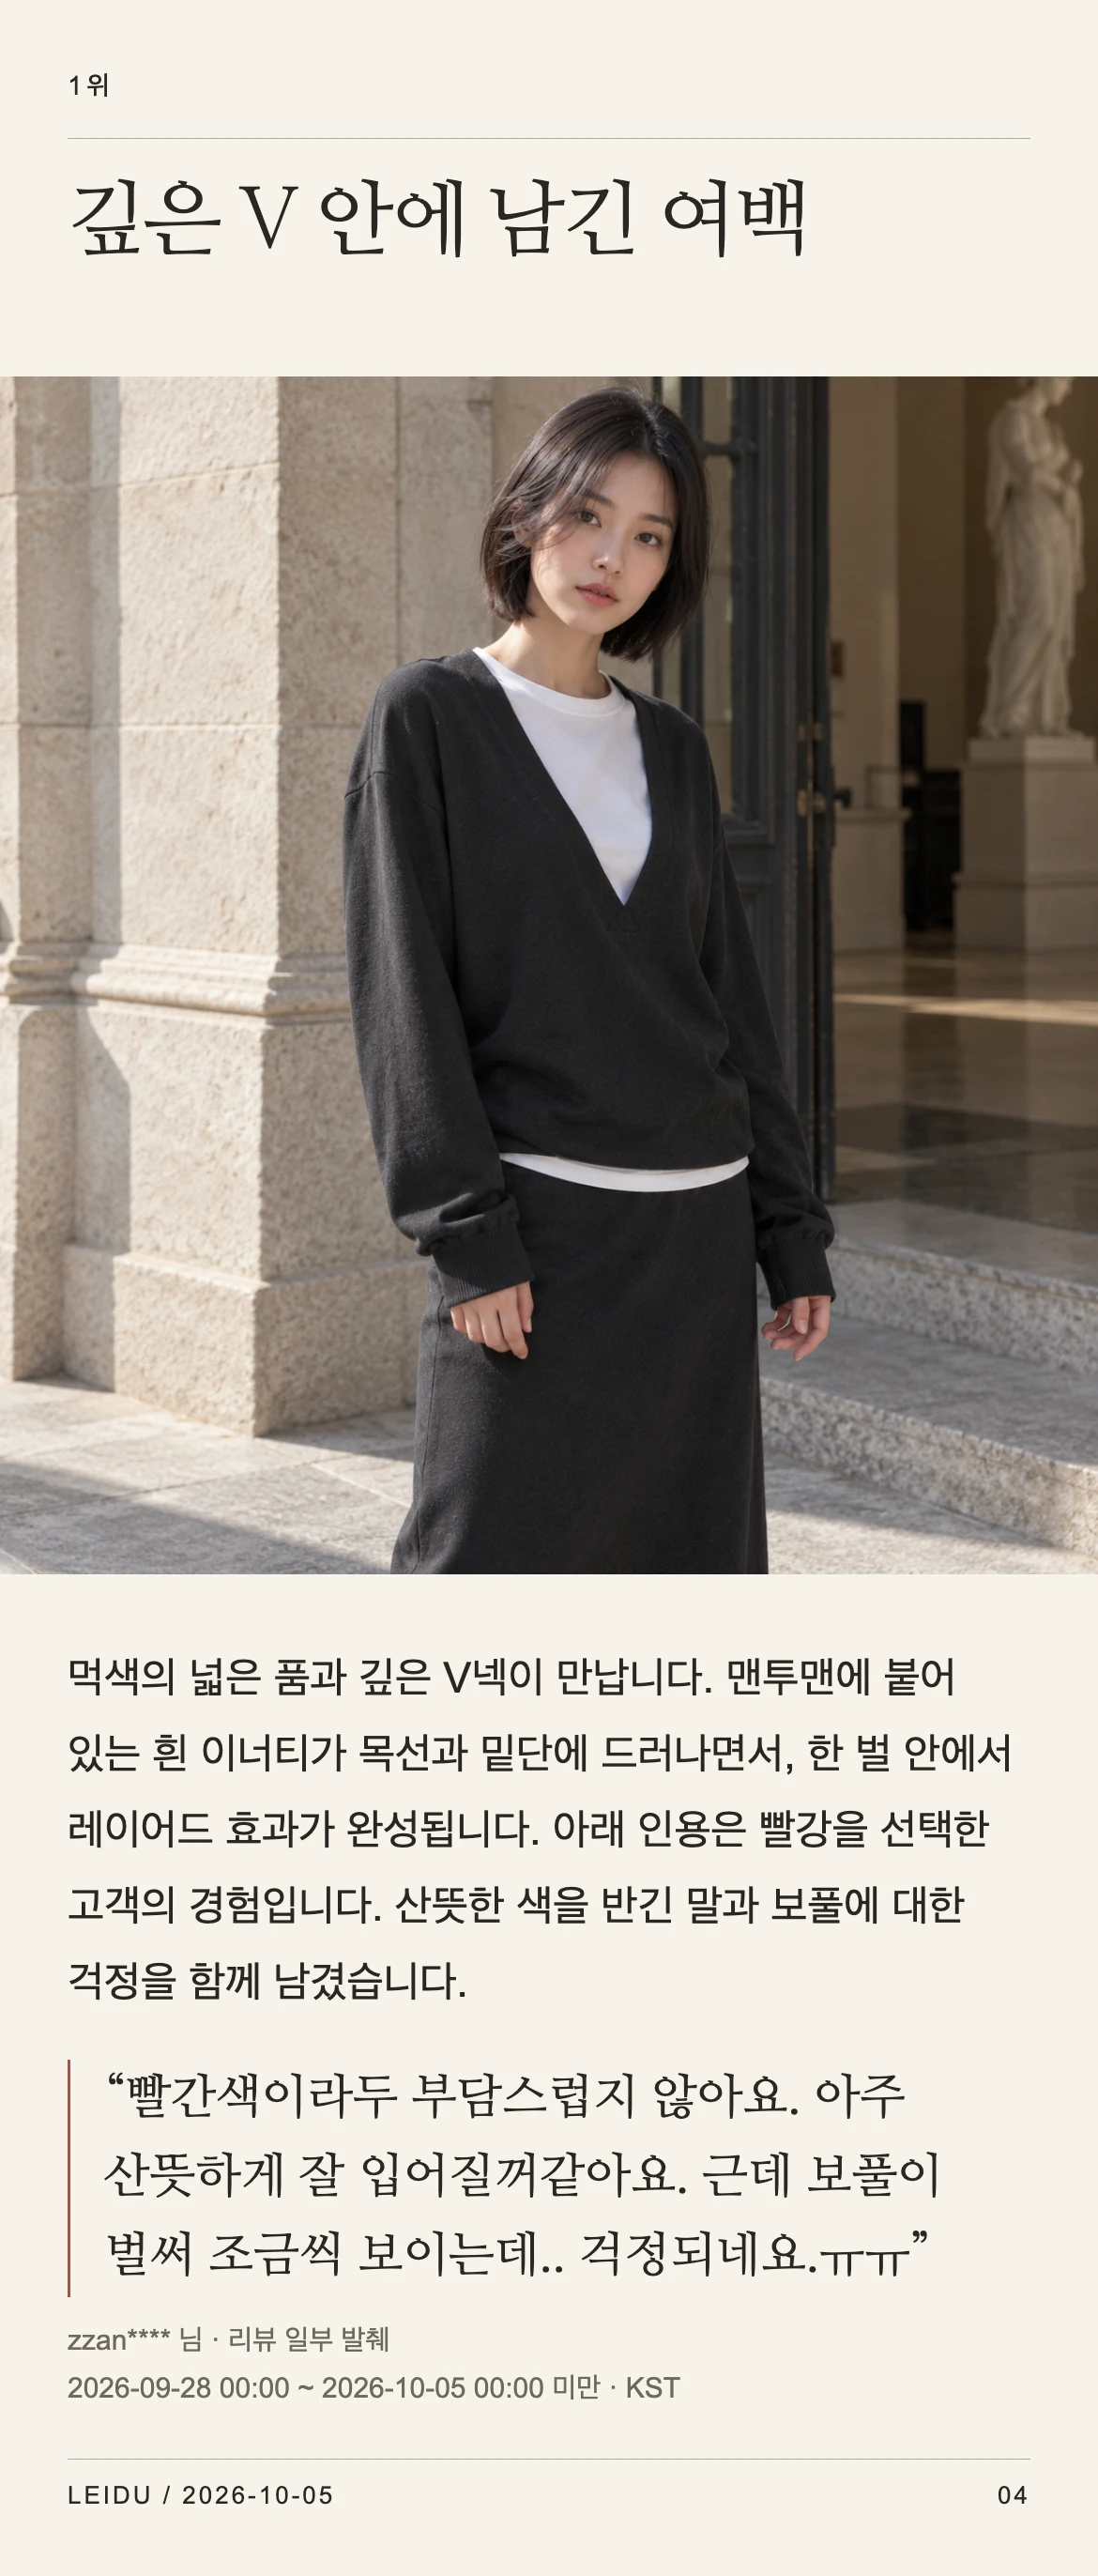 1위
깊은 V 안에 남긴 여백
먹색의 넓은 품과 깊은 V넥이 만납니다. 맨투맨에 붙어
있는 흰 이너티가 목선과 밑단에 드러나면서, 한 벌 안에서
레이어드 효과가 완성됩니다. 아래 인용은 빨강을 선택한
고객의 경험입니다. 산뜻한 색을 반긴 말과 보풀에 대한
걱정을 함께 남겼습니다.
“빨간색이라두 부담스럽지 않아요. 아주
산뜻하게 잘 입어질꺼같아요. 근데 보풀이
벌써 조금씩 보이는데.. 걱정되네요.ㅠㅠ”
zzan**** 님 · 리뷰 일부 발췌
2026-09-28 00:00 ~ 2026-10-05 00:00 미만 · KST
LEIDU / 2026-10-05
04